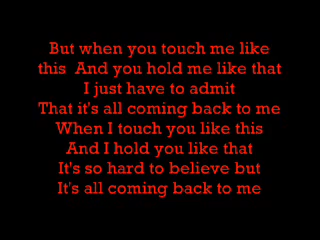 But when you touch me like
this  And you hold me like that
I just have to admit
That it's all coming back to me
When I touch you like this
And I hold you like that
It's so hard to believe but
It's all coming back to me